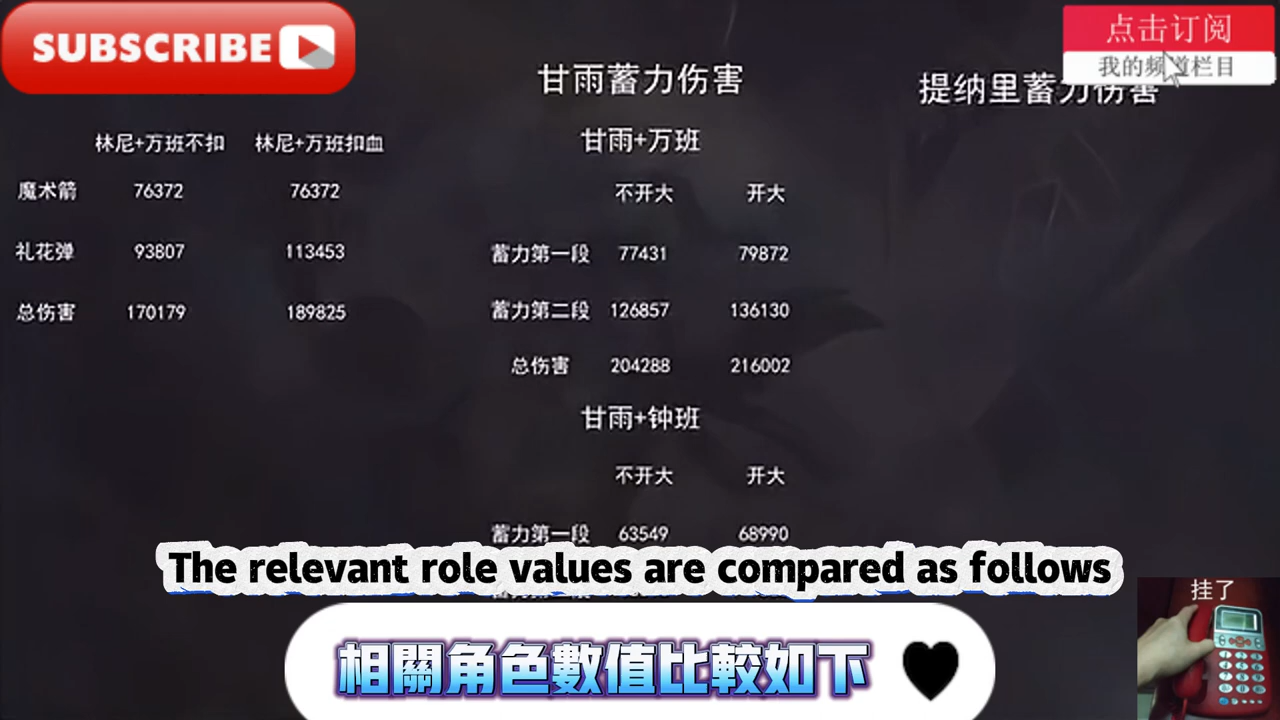 SUBSCRIBE
点击订阅
我的频道栏目
甘雨蓄力伤害
提纳里蓄力伤害
林尼+万班不扣 林尼+万班扣血
魔术箭 76372 76372
礼花弹 93807 113453
总伤害 170179 189825
甘雨+万班
不开大 开大
蓄力第一段 77431 79872
蓄力第二段 126857 136130
总伤害 204288 216002
甘雨+钟班
不开大 开大
蓄力第一段 63549 68990
The relevant role values are compared as follows
相關角色數值比較如下
挂了